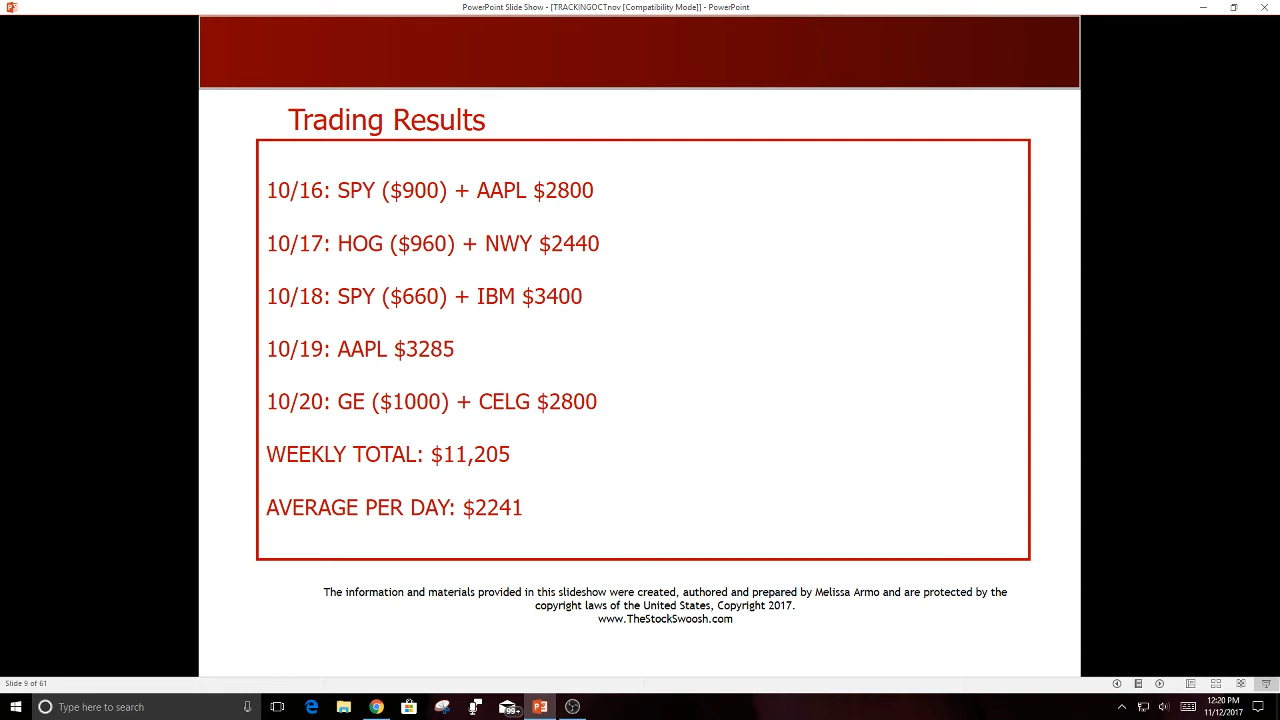 PowerPoint Slide Show - [TRACKINGOCTnov [Compatibility Mode]] - PowerPoint
Trading Results
10/16: SPY ($900) + AAPL $2800
10/17: HOG ($960) + NWY $2440
10/18: SPY ($660) + IBM $3400
10/19: AAPL $3285
10/20: GE ($1000) + CELG $2800
WEEKLY TOTAL: $11,205
AVERAGE PER DAY: $2241
The information and materials provided in this slideshow were created, authored and prepared by Melissa Armo and are protected by the
copyright laws of the United States, Copyright 2017.
www.TheStockSwoosh.com
Slide 9 of 61
Type here to search
99+
12:20 PM
11/12/2017